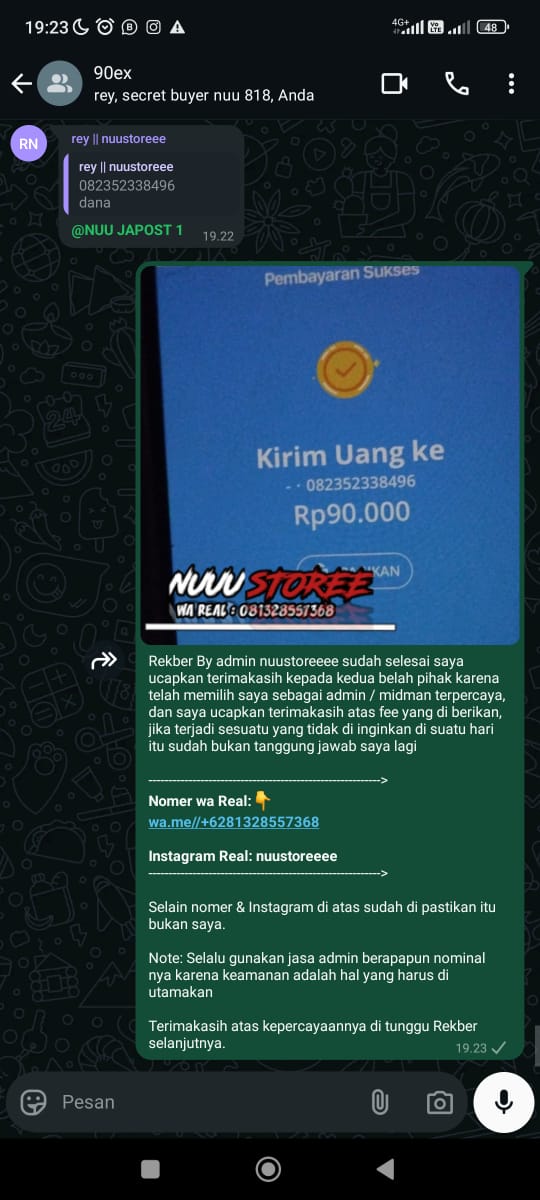 19:23
4G+
Vo
LTE
48
90ex
rey, secret buyer nuu 818, Anda
RN
rey || nuustoreee
rey || nuustoreee
082352338496
dana
@NUU JAPOST 1
19.22
Pembayaran Sukses
Kirim Uang ke
- · 082352338496
Rp90.000
KAN
NUUU STOREE
WA REAL : 081328557368
Rekber By admin nuustoreeee sudah selesai saya
ucapkan terimakasih kepada kedua belah pihak karena
telah memilih saya sebagai admin / midman terpercaya,
dan saya ucapkan terimakasih atas fee yang di berikan,
jika terjadi sesuatu yang tidak di inginkan di suatu hari
itu sudah bukan tanggung jawab saya lagi
---------------------------------------------------------->
Nomer wa Real:👇
wa.me//+6281328557368
Instagram Real: nuustoreeee
---------------------------------------------------------->
Selain nomer & Instagram di atas sudah di pastikan itu
bukan saya.
Note: Selalu gunakan jasa admin berapapun nominal
nya karena keamanan adalah hal yang harus di
utamakan
Terimakasih atas kepercayaannya di tunggu Rekber
selanjutnya.
19.23
Pesan